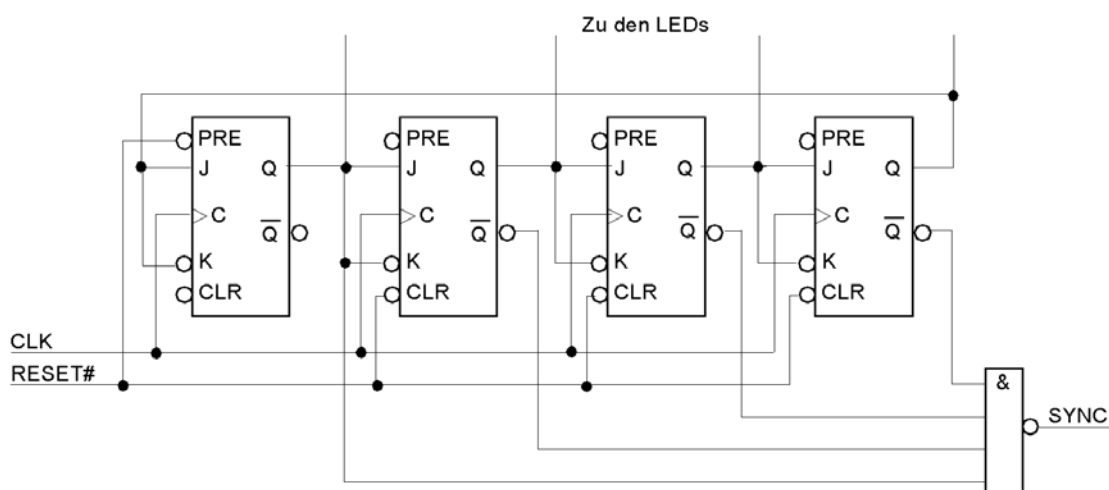 Zu den LEDs
PRE PRE PRE PRE
J Q J Q J Q J Q
C C C C
Q̅ Q̅ Q̅ Q̅
K K K K
CLR CLR CLR CLR
CLK
RESET#
&
SYNC